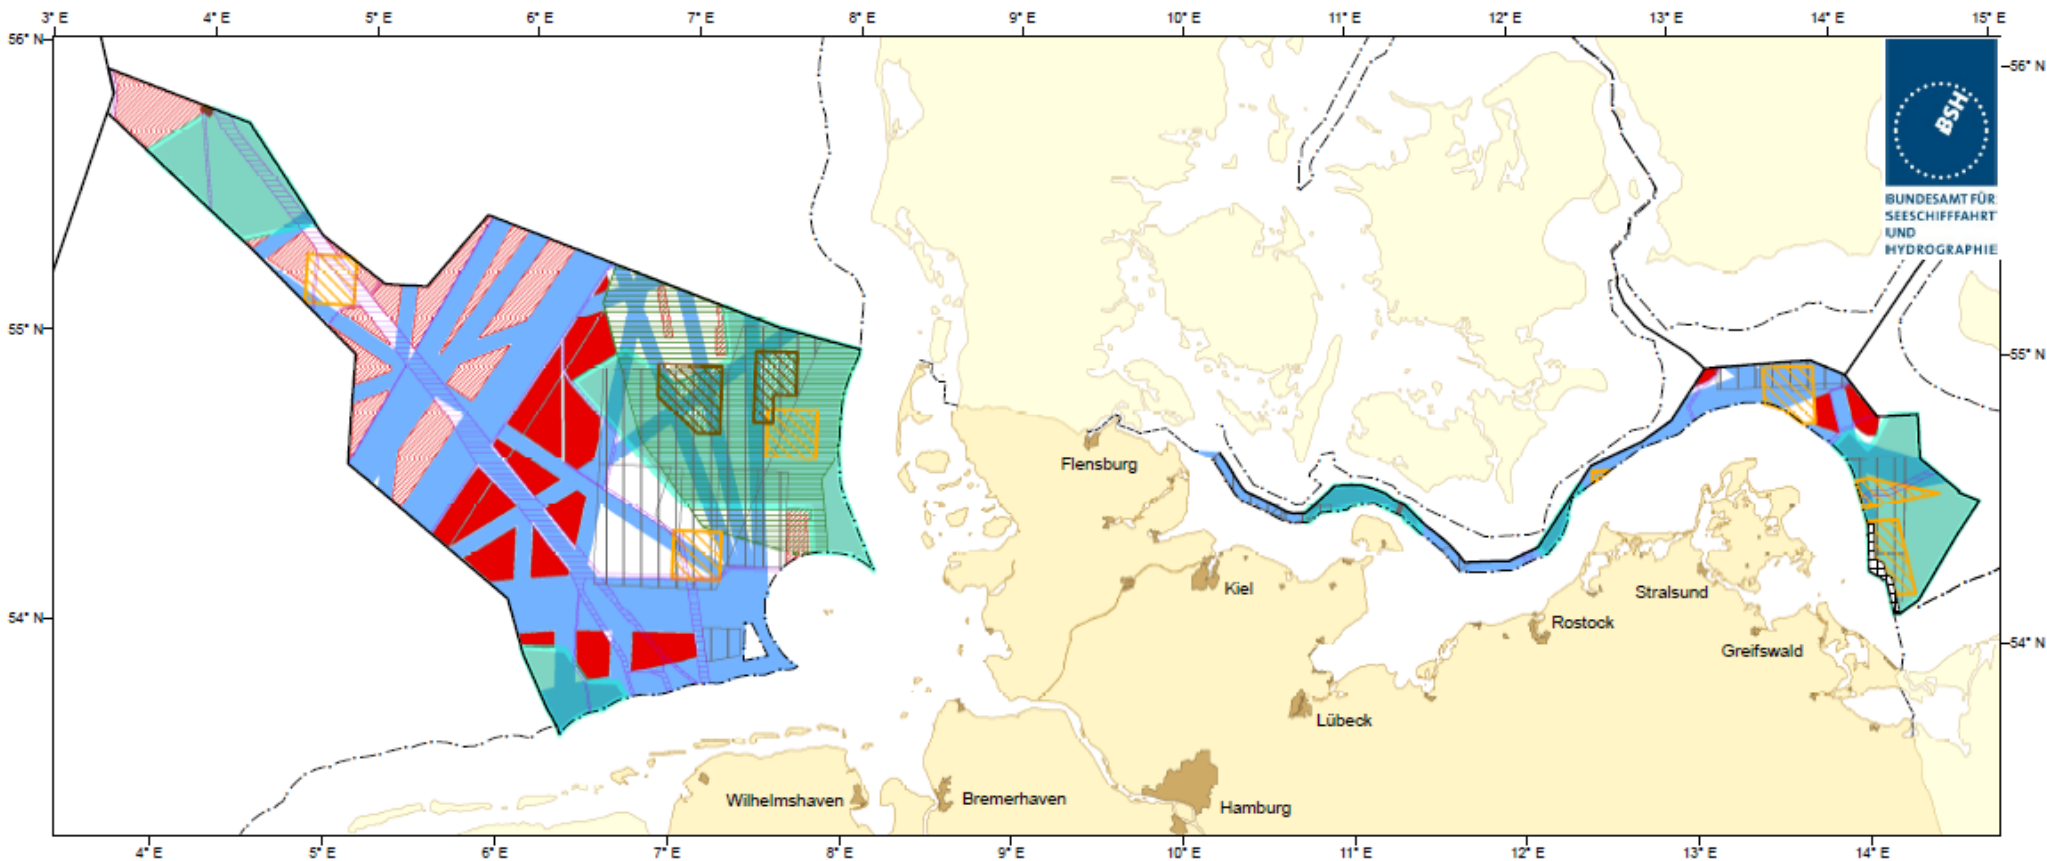 3° E 4° E 5° E 6° E 7° E 8° E 9° E 10° E 11° E 12° E 13° E 14° E 15° E
56° N
56° N
BSH
BUNDESAMT FÜR
SEESCHIFFFAHRT
UND
HYDROGRAPHIE
55° N
55° N
Flensburg
Kiel
Stralsund
54° N
Rostock
54° N
Greifswald
Lübeck
Wilhelmshaven
Bremerhaven
Hamburg
4° E 5° E 6° E 7° E 8° E 9° E 10° E 11° E 12° E 13° E 14° E